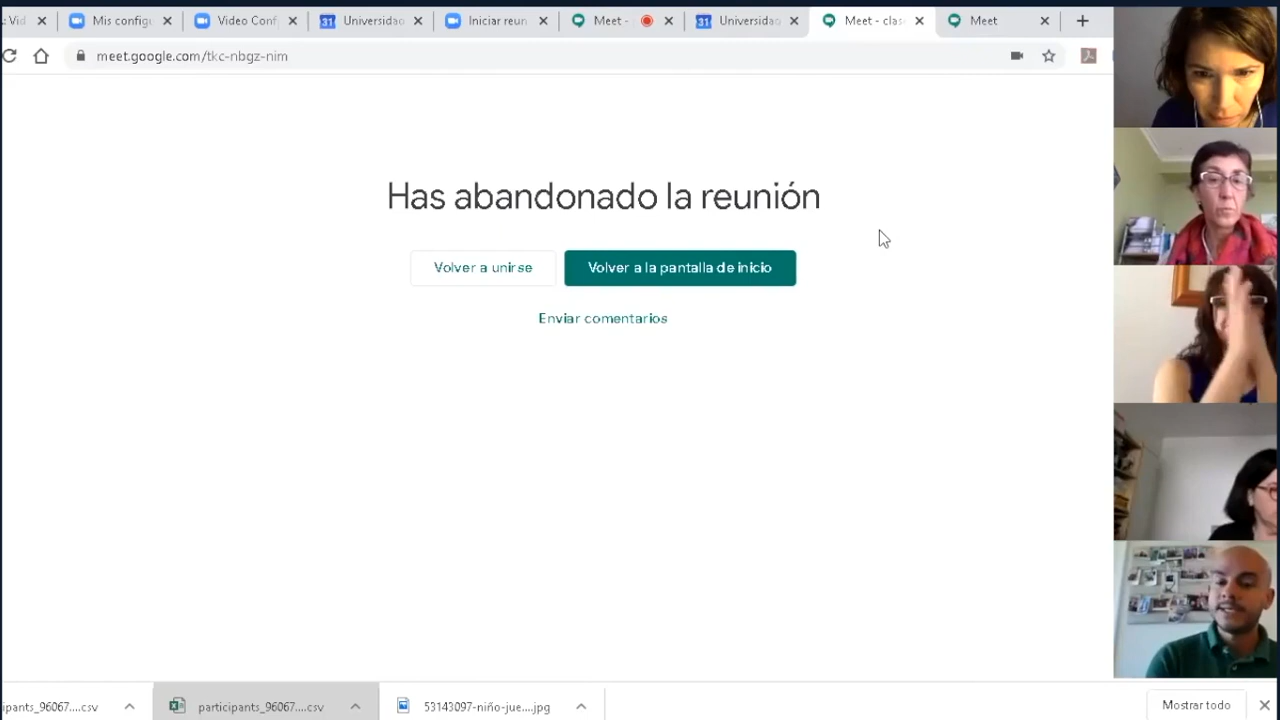 Vid
Mis config
Video Conf
Universidad
Iniciar reun
Meet -
Universidad
Meet - clas
Meet
meet.google.com/tkc-nbgz-nim
Has abandonado la reunión
Volver a unirse
Volver a la pantalla de inicio
Enviar comentarios
ipants_96067....csv
participants_96067....csv
53143097-niño-jue....jpg
Mostrar todo